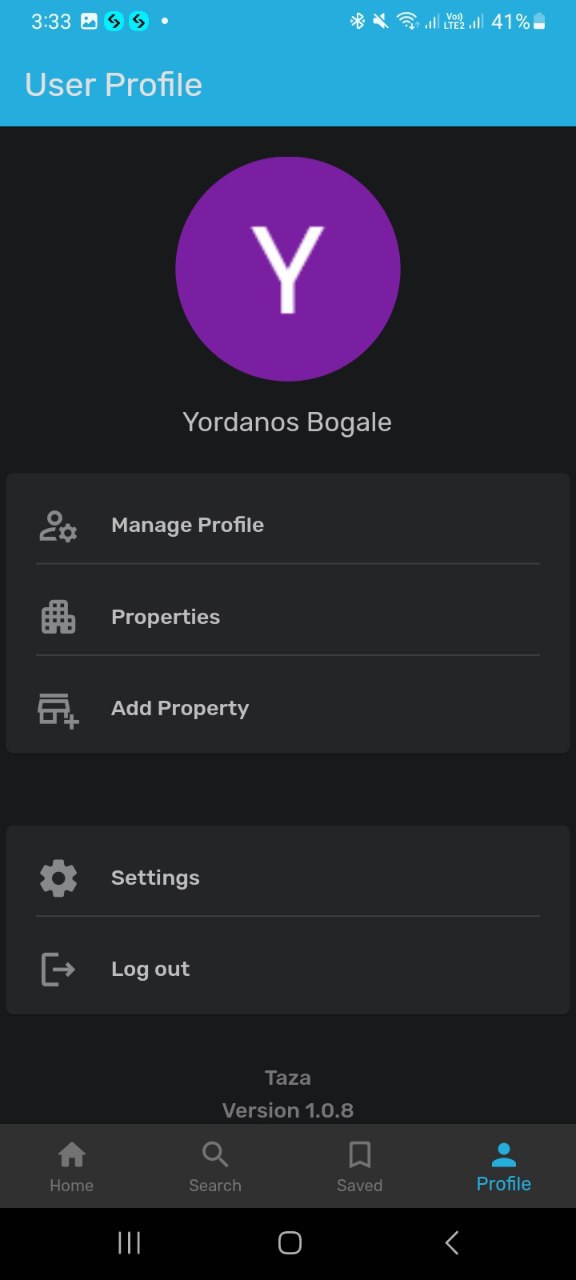 3:33
Vo)) LTE2 41%
User Profile
Y
Yordanos Bogale
Manage Profile
Properties
Add Property
Settings
Log out
Taza
Version 1.0.8
Home Search Saved Profile